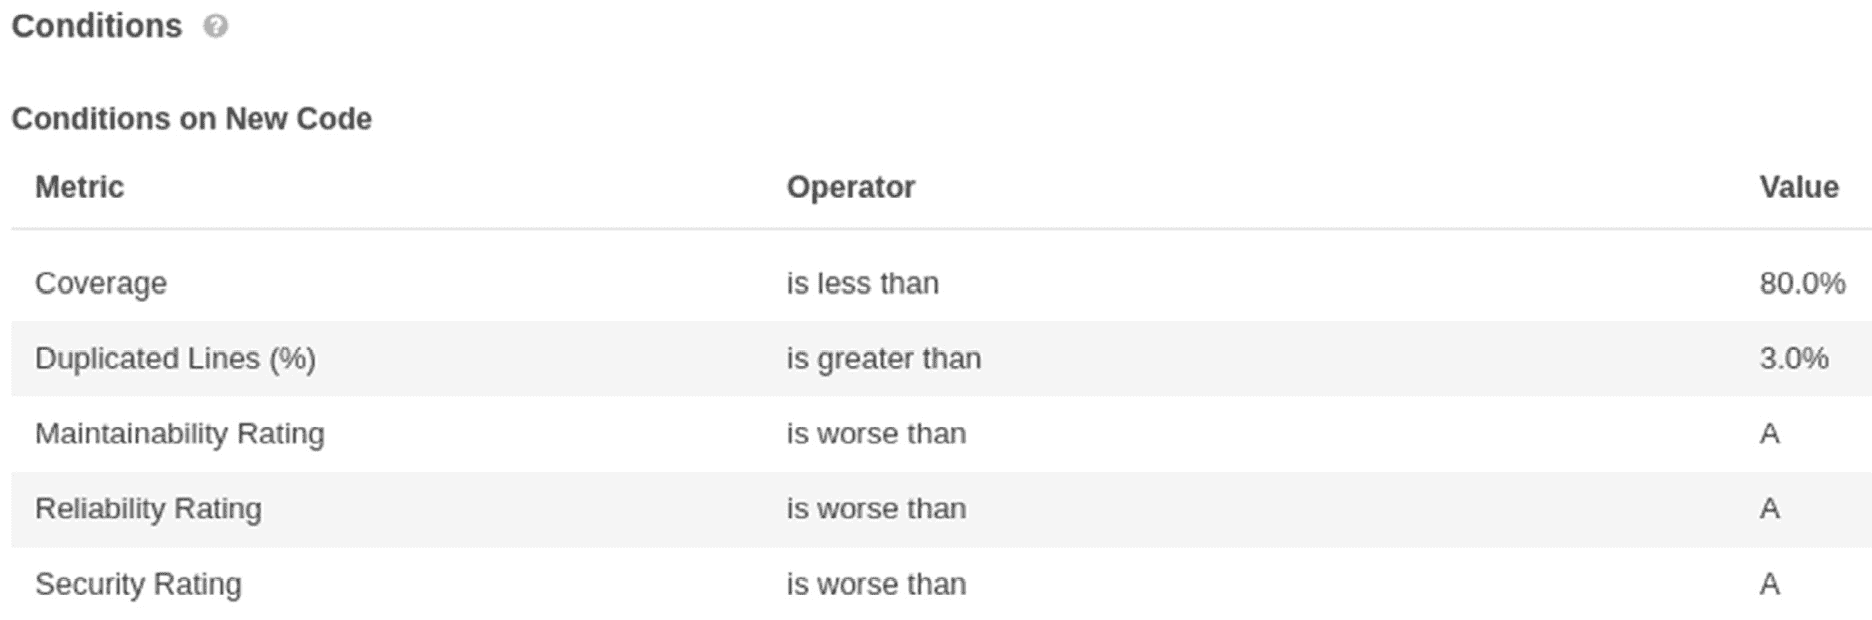 Conditions ?
Conditions on New Code
Metric Operator Value
Coverage is less than 80.0%
Duplicated Lines (%) is greater than 3.0%
Maintainability Rating is worse than A
Reliability Rating is worse than A
Security Rating is worse than A